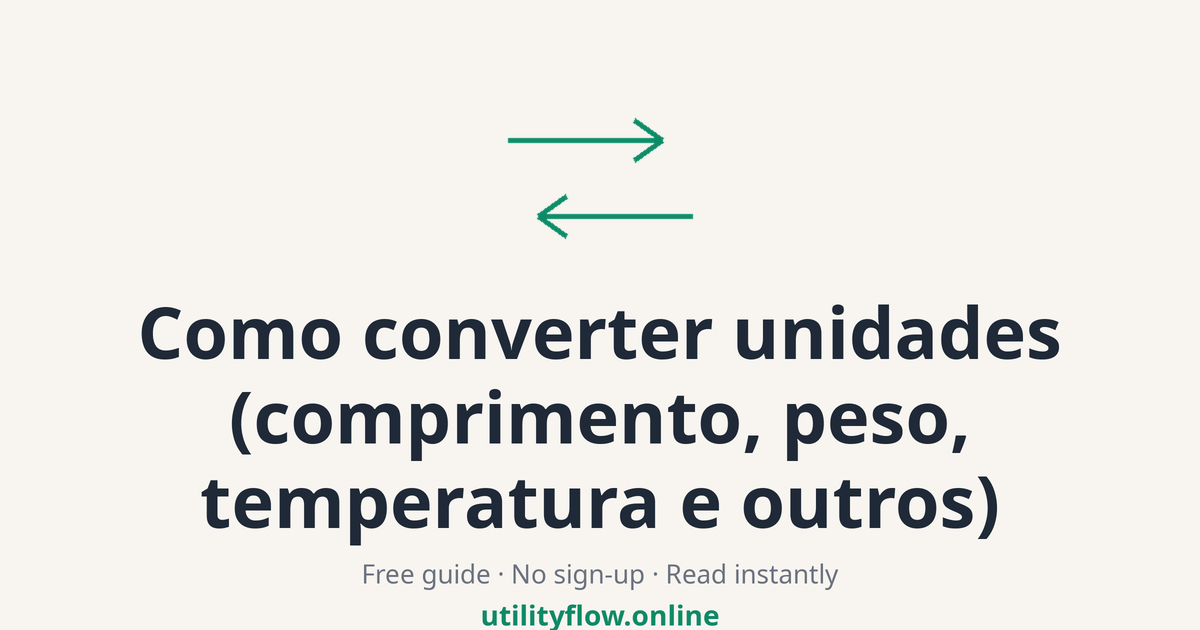 Como converter unidades
(comprimento, peso,
temperatura e outros)
Free guide · No sign-up · Read instantly
utilityflow.online